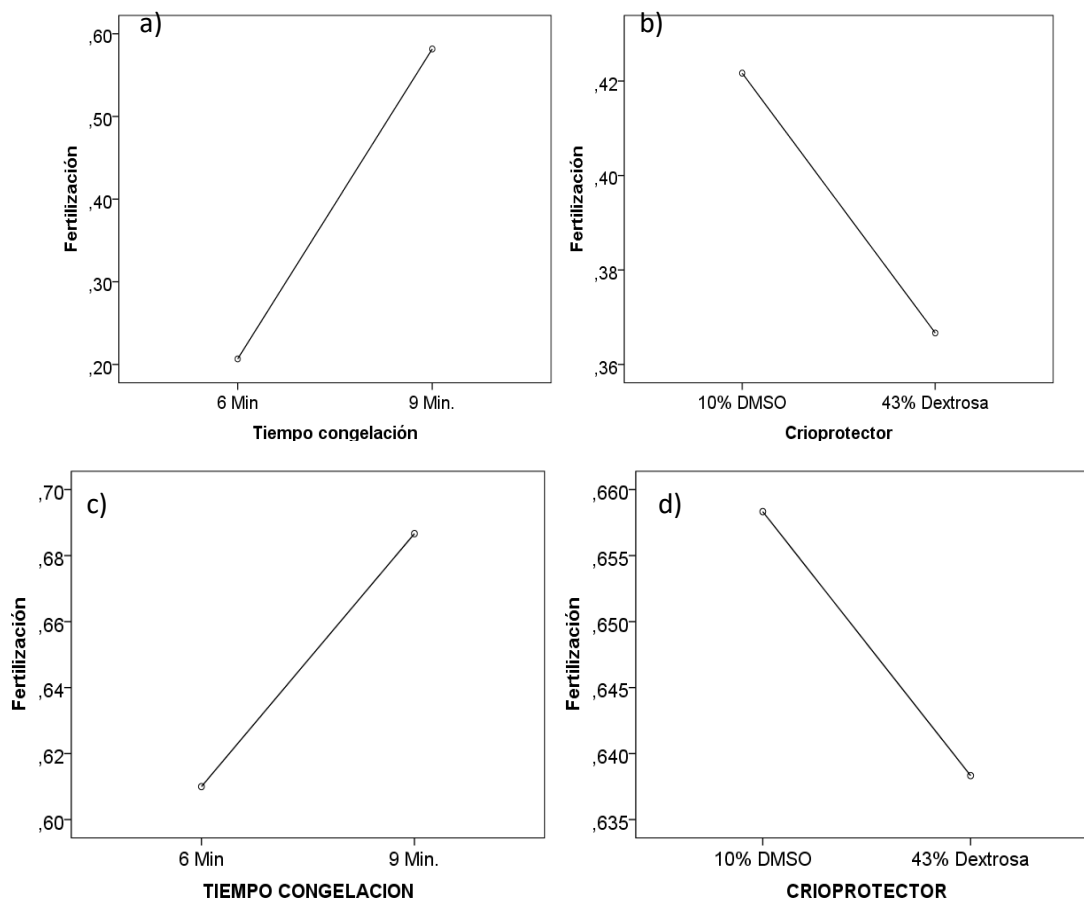 a)
,60
,50
,40
,30
,20
Fertilización
6 Min
9 Min.
Tiempo congelación
b)
,42
,40
,38
,36
Fertilización
10% DMSO
43% Dextrosa
Crioprotector
c)
,70
,68
,66
,64
,62
,60
Fertilización
6 Min
9 Min.
TIEMPO CONGELACION
d)
,660
,655
,650
,645
,640
,635
Fertilización
10% DMSO
43% Dextrosa
CRIOPROTECTOR